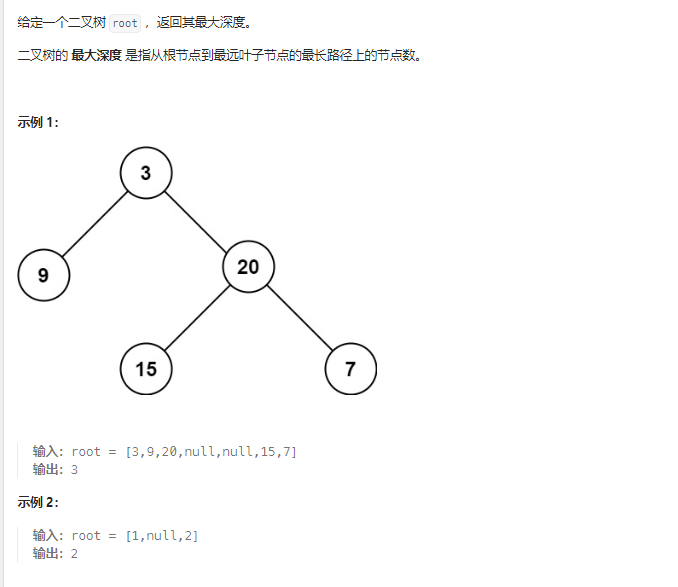 给定一个二叉树 root ，返回其最大深度。
二叉树的 最大深度 是指从根节点到最远叶子节点的最长路径上的节点数。
示例 1：
3
9
20
15
7
输入：root = [3,9,20,null,null,15,7]
输出：3
示例 2：
输入：root = [1,null,2]
输出：2